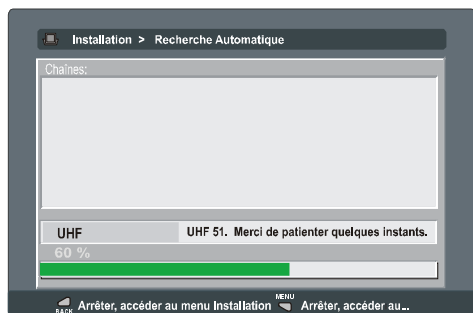 Installation > Recherche Automatique
Chaînes:
UHF
UHF 51. Merci de patienter quelques instants.
60 %
BACK Arrêter, accéder au menu Installation MENU Arrêter, accéder au...